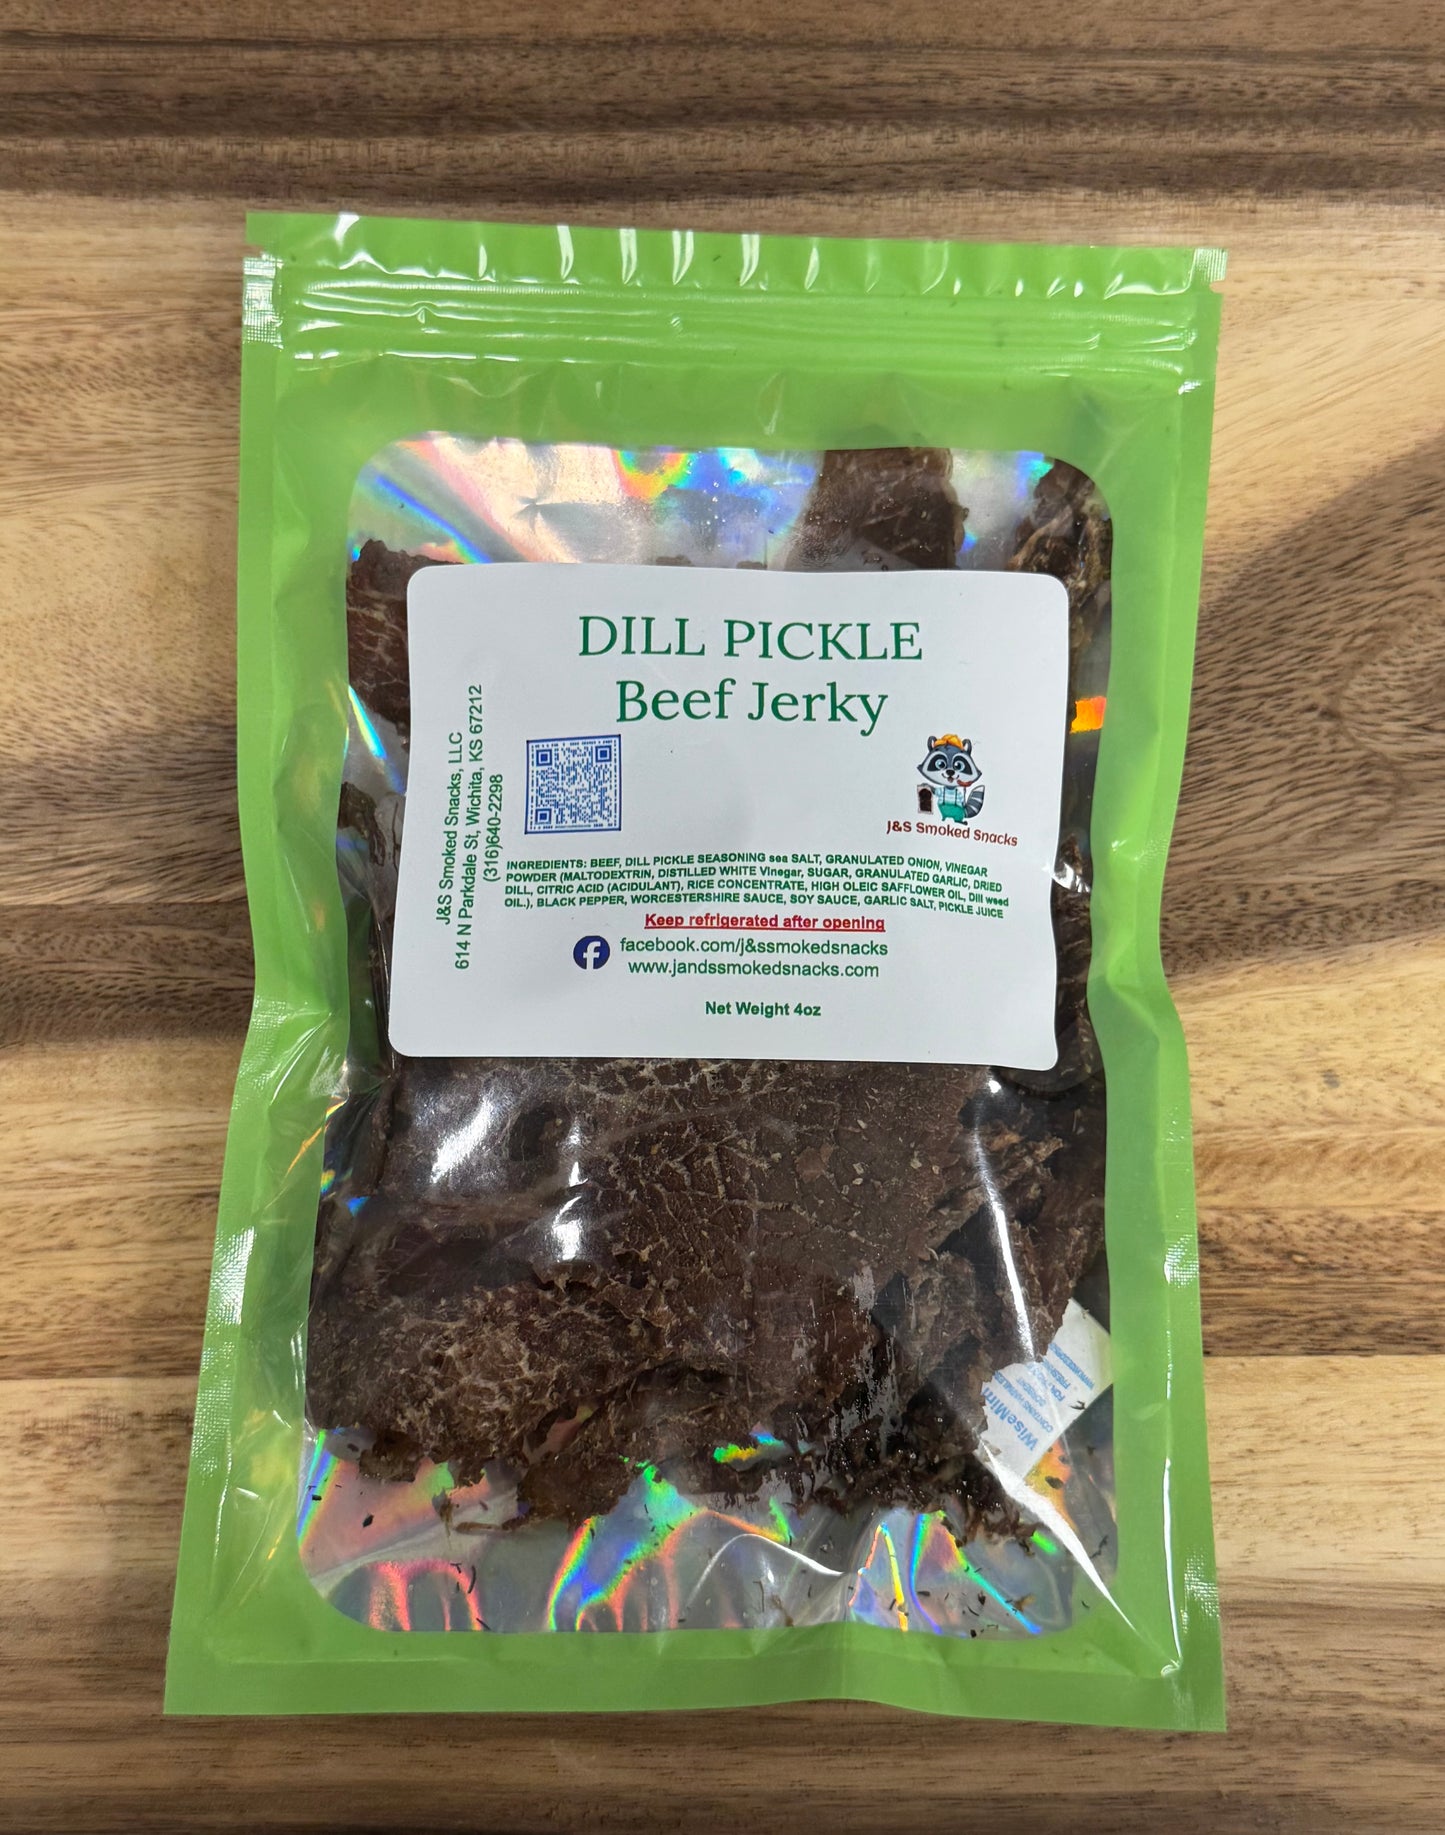 DILL PICKLE
Beef Jerky
J&S Smoked Snacks, LLC
614 N Parkdale St, Wichita, KS 67212
(316)640-2298
J&S Smoked Snacks
INGREDIENTS: BEEF, DILL PICKLE SEASONING sea SALT, GRANULATED ONION, VINEGAR
POWDER (MALTODEXTRIN, DISTILLED WHITE Vinegar, SUGAR, GRANULATED GARLIC, DRIED
DILL, CITRIC ACID (ACIDULANT), RICE CONCENTRATE, HIGH OLEIC SAFFLOWER OIL, Dill weed
OIL.), BLACK PEPPER, WORCESTERSHIRE SAUCE, SOY SAUCE, GARLIC SALT, PICKLE JUICE
Keep refrigerated after opening
f facebook.com/j&ssmokedsnacks
www.jandssmokedsnacks.com
Net Weight 4oz